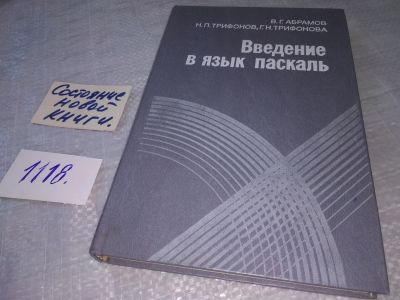 В. Г. АБРАМОВ
Н. П. ТРИФОНОВ, Г. Н. ТРИФОНОВА
Введение
в язык паскаль
Состояние
новой
книги.
1118.